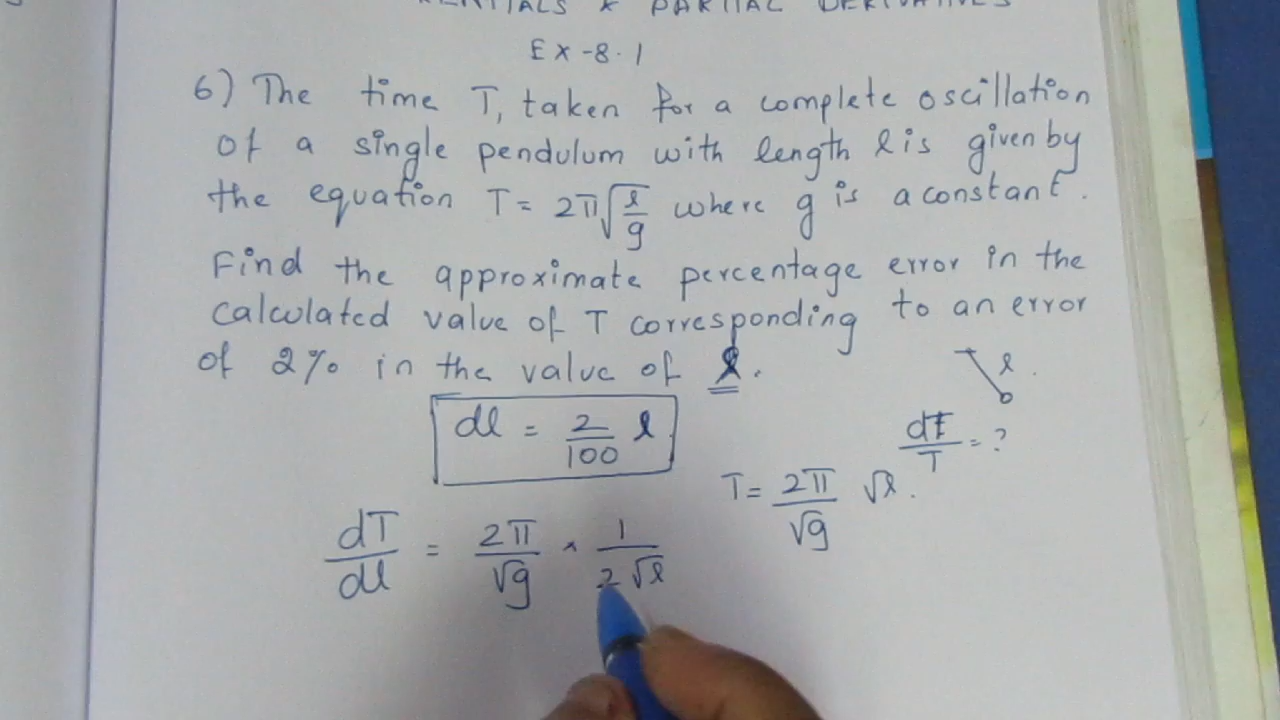 & PARTIAL DERIVATIVES
Ex-8.1
6) The time T, taken for a complete oscillation
of a single pendulum with length l is given by
the equation T = 2π√(l/g) where g is a constant.
Find the approximate percentage error in the
calculated value of T corresponding to an error
of 2% in the value of l.
l
dl = 2/100 l
dT/T = ?
T = 2π/√g √l.
dT/dl = 2π/√g × 1/2√l